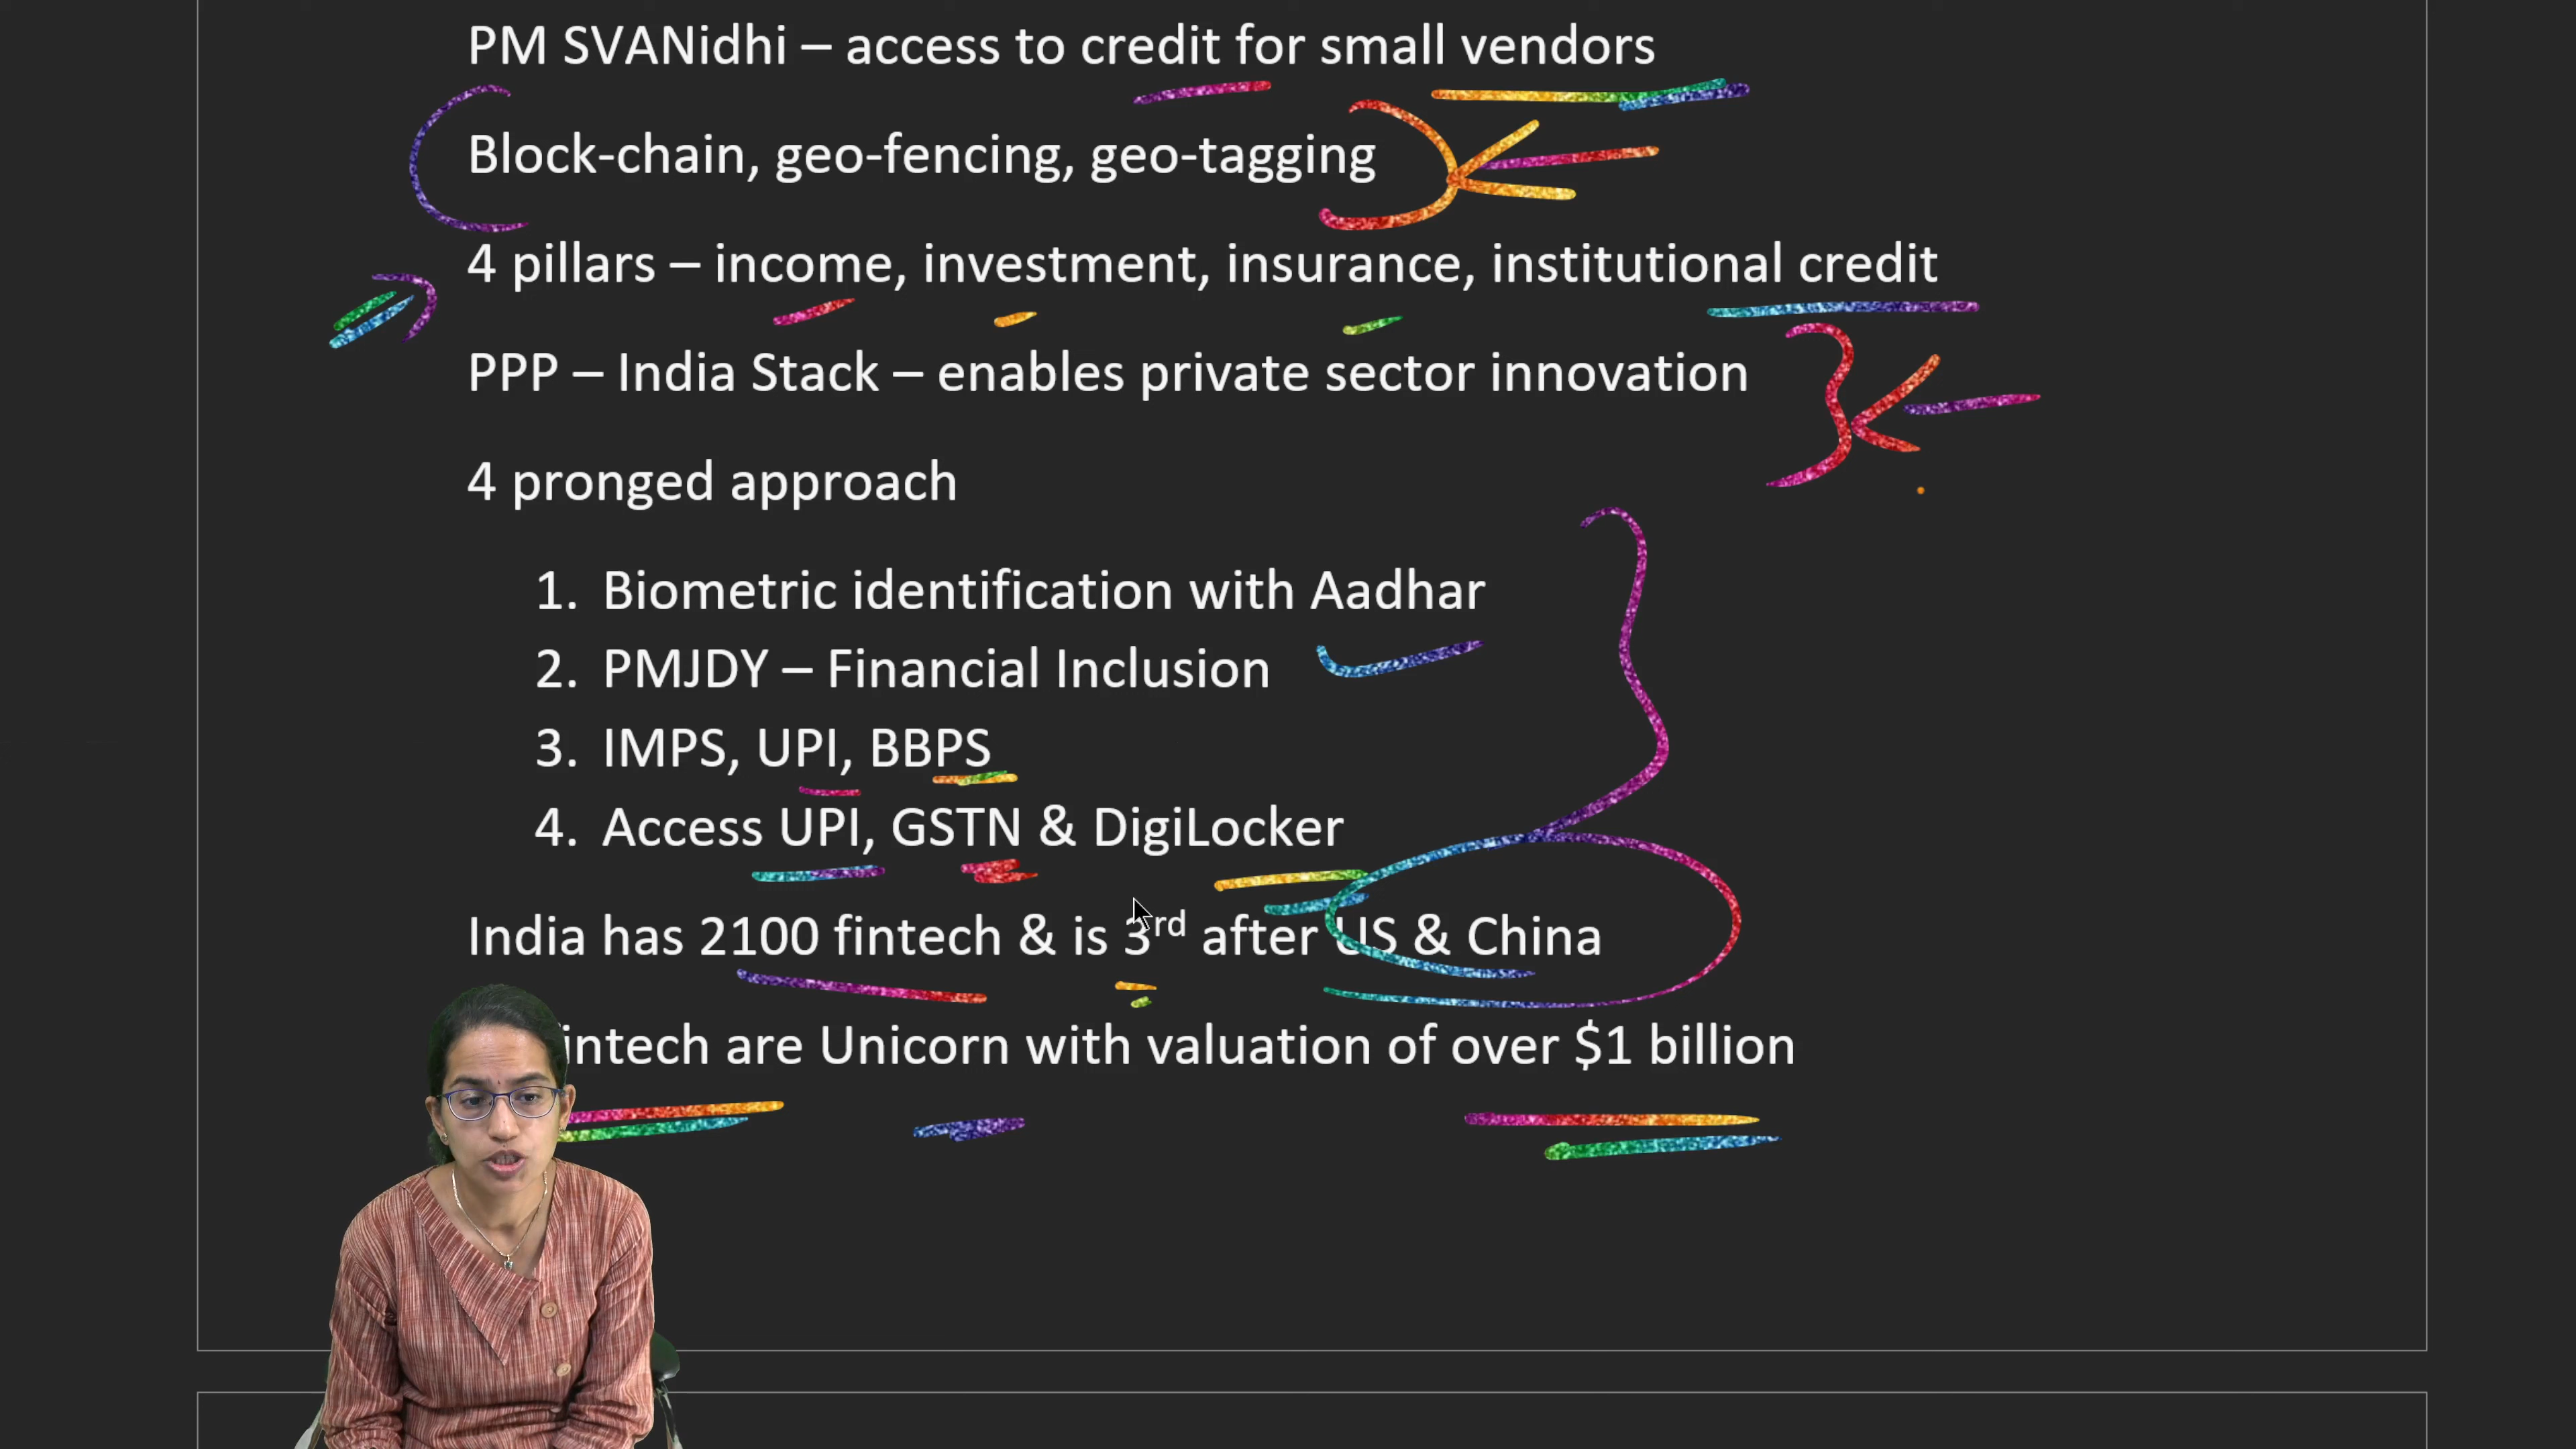 PM SVANidhi – access to credit for small vendors
Block-chain, geo-fencing, geo-tagging
4 pillars – income, investment, insurance, institutional credit
PPP – India Stack – enables private sector innovation
4 pronged approach
1. Biometric identification with Aadhar
2. PMJDY – Financial Inclusion
3. IMPS, UPI, BBPS
4. Access UPI, GSTN & DigiLocker
India has 2100 fintech & is 3rd after US & China
intech are Unicorn with valuation of over $1 billion